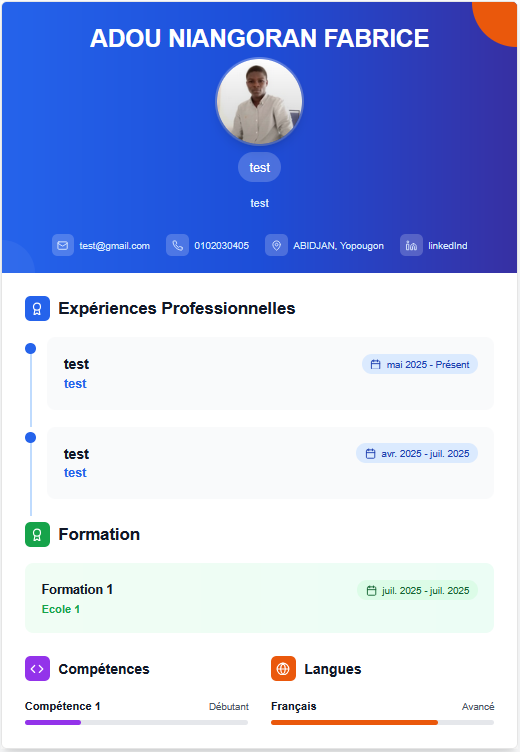 ADOU NIANGORAN FABRICE
test
test
test@gmail.com 0102030405 ABIDJAN, Yopougon linkedInd
Expériences Professionnelles
test mai 2025 - Présent
test
test avr. 2025 - juil. 2025
test
Formation
Formation 1 juil. 2025 - juil. 2025
Ecole 1
Compétences Langues
Compétence 1 Débutant Français Avancé